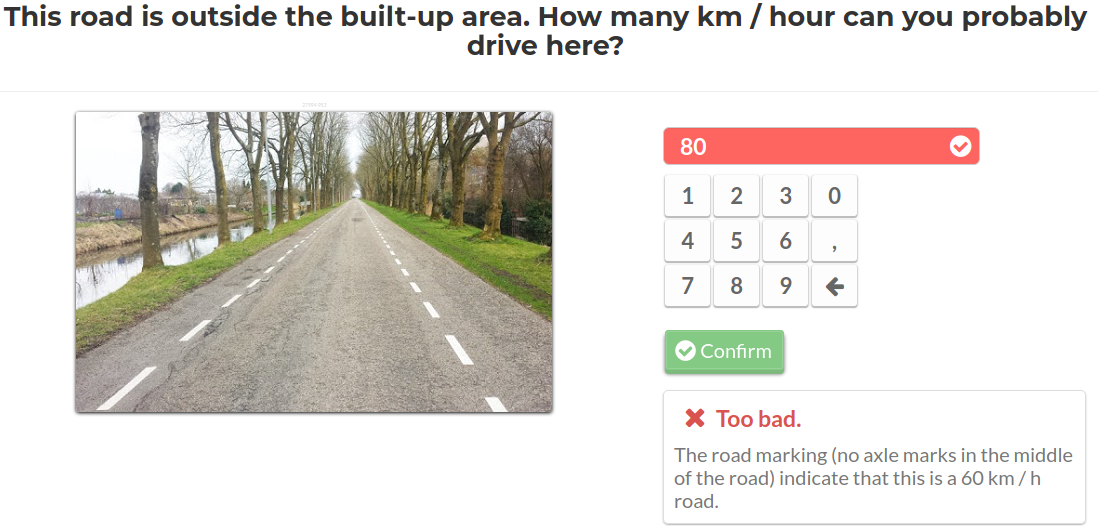 This road is outside the built-up area. How many km / hour can you probably
drive here?
80
1 2 3 0
4 5 6 ,
7 8 9
Confirm
Too bad.
The road marking (no axle marks in the middle
of the road) indicate that this is a 60 km / h
road.